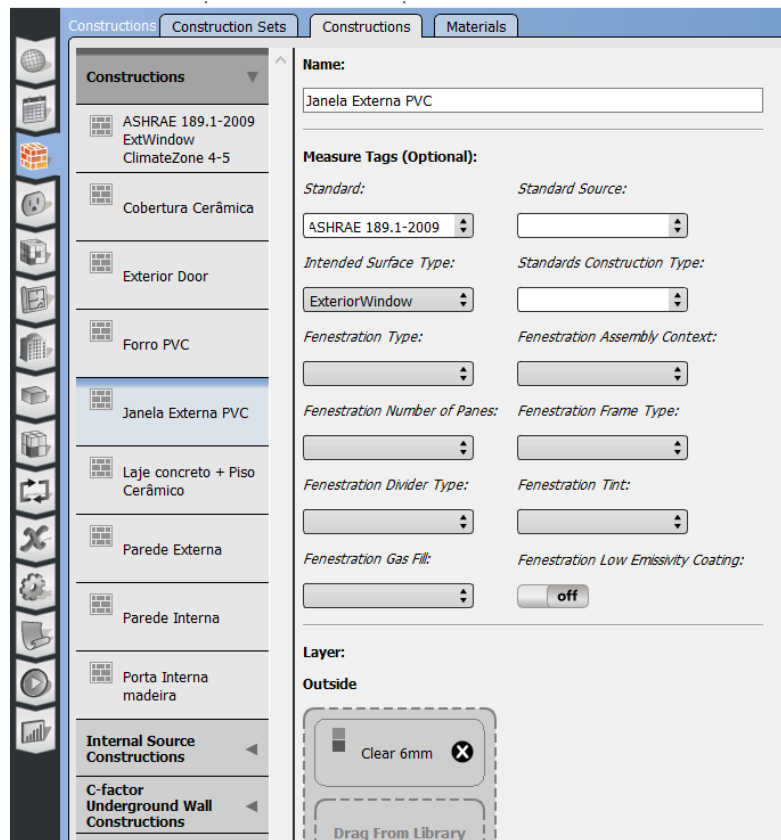 Constructions Construction Sets Constructions Materials
Constructions
ASHRAE 189.1-2009
ExtWindow
ClimateZone 4-5
Cobertura Cerâmica
Exterior Door
Forro PVC
Janela Externa PVC
Laje concreto + Piso
Cerâmico
Parede Externa
Parede Interna
Porta Interna
madeira
Internal Source
Constructions
C-factor
Underground Wall
Constructions
Name:
Janela Externa PVC
Measure Tags (Optional):
Standard: Standard Source:
ASHRAE 189.1-2009
Intended Surface Type: Standards Construction Type:
ExteriorWindow
Fenestration Type: Fenestration Assembly Context:
Fenestration Number of Panes: Fenestration Frame Type:
Fenestration Divider Type: Fenestration Tint:
Fenestration Gas Fill: Fenestration Low Emissivity Coating:
off
Layer:
Outside
Clear 6mm
Drag From Library